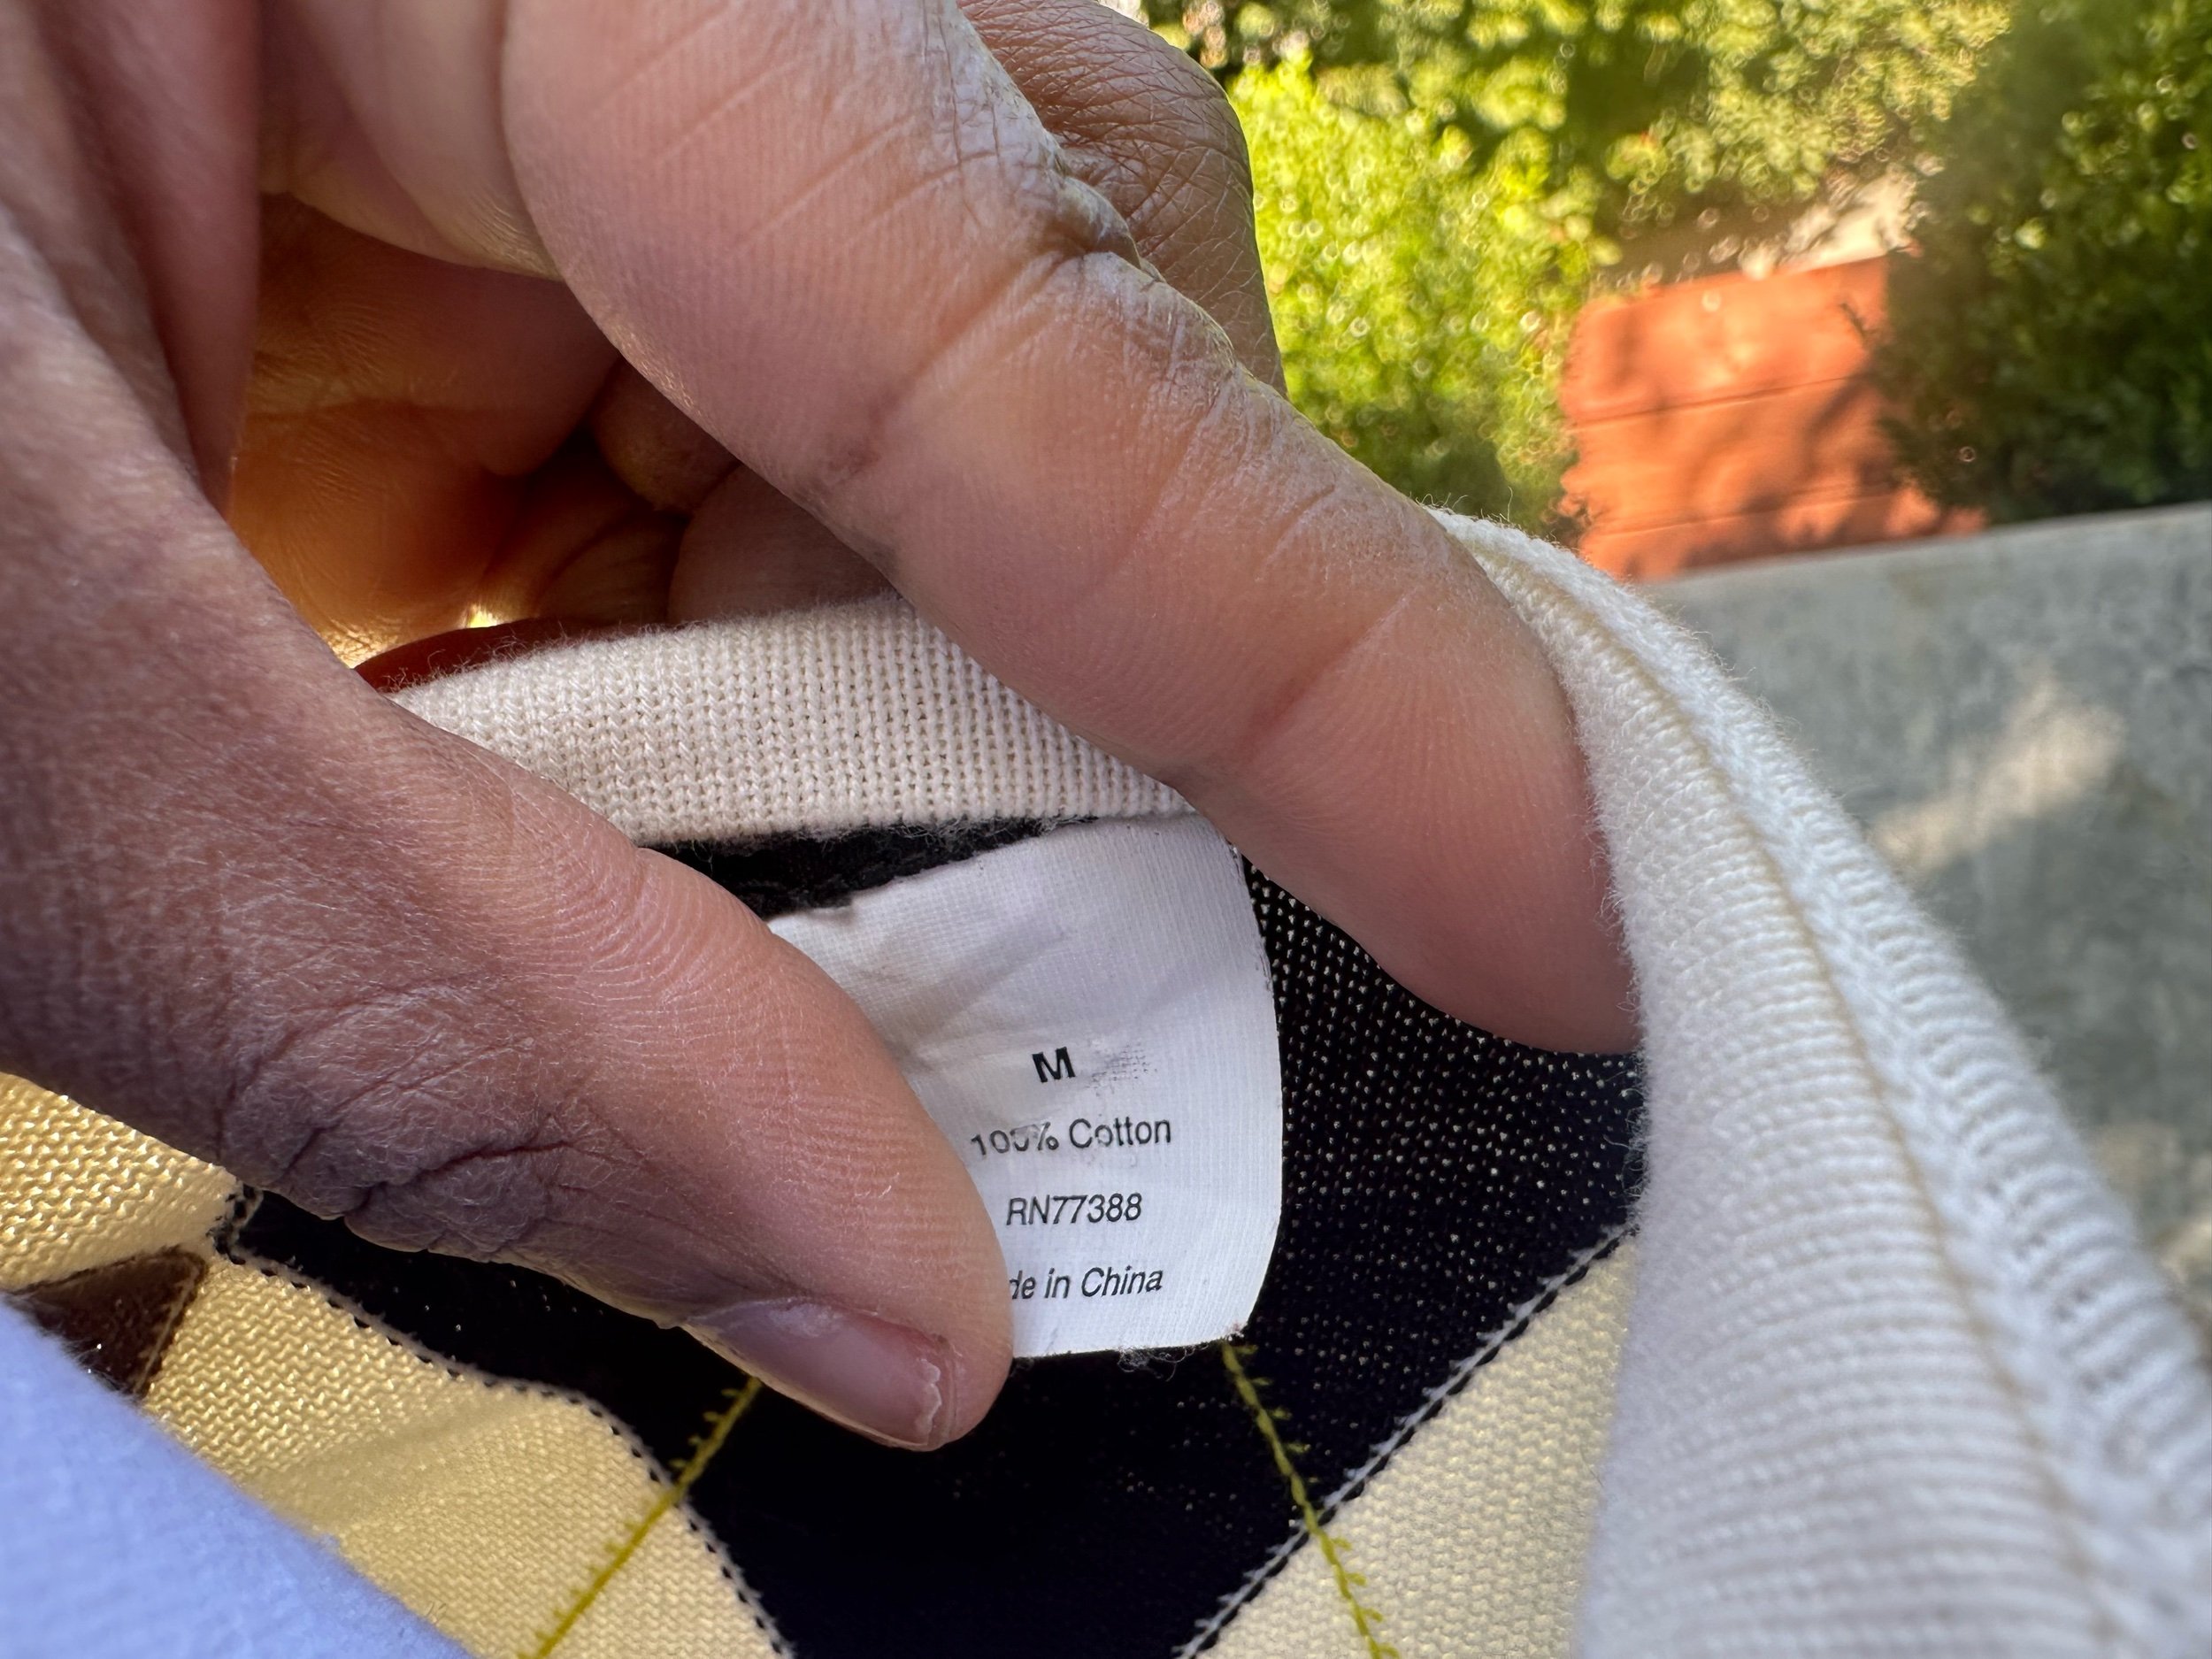 M
100% Cotton
RN77388
de in China